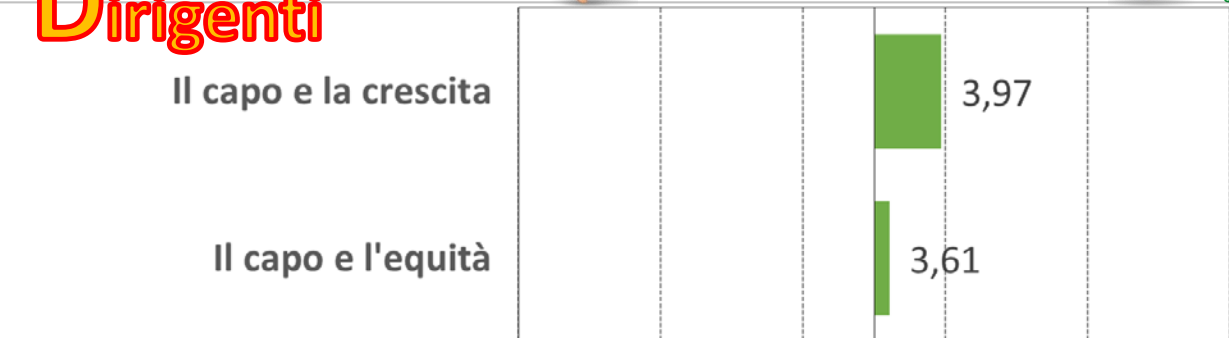 Dirigenti
Il capo e la crescita
3,97
Il capo e l'equità
3,61